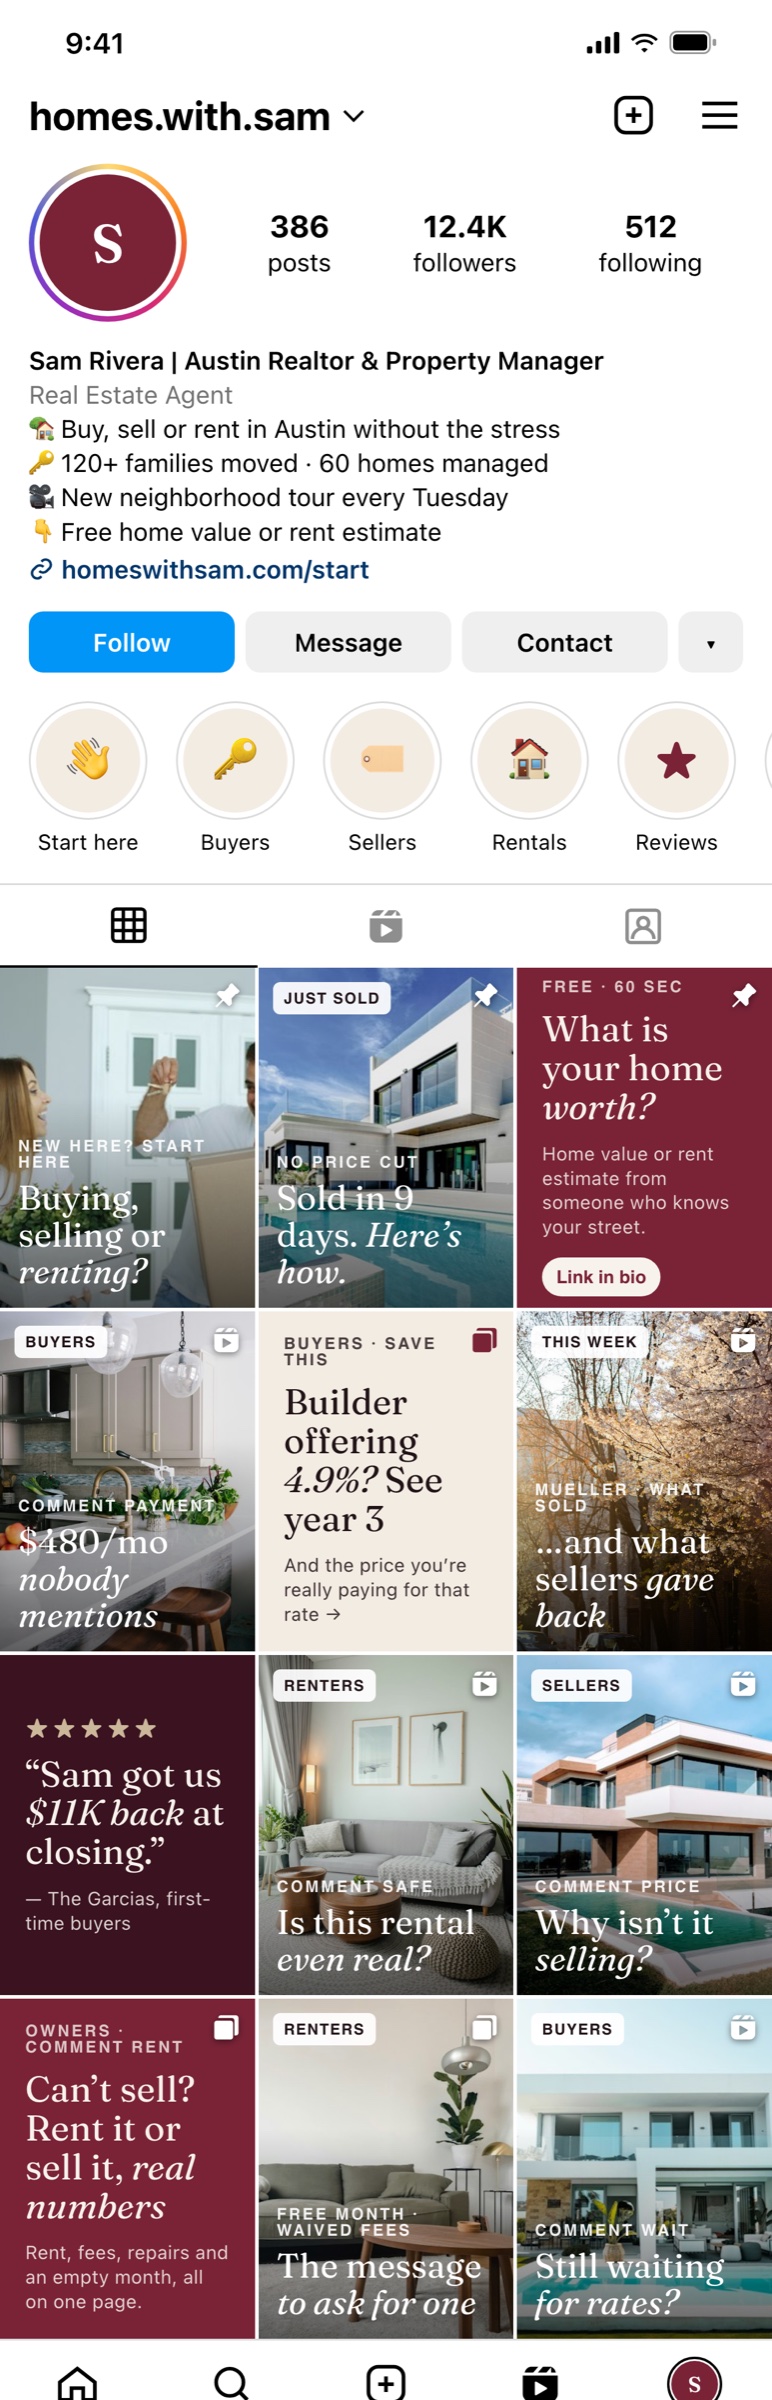 9:41
homes.with.sam
S
386
posts
12.4K
followers
512
following
Sam Rivera | Austin Realtor & Property Manager
Real Estate Agent
🏡 Buy, sell or rent in Austin without the stress
🔑 120+ families moved · 60 homes managed
🎥 New neighborhood tour every Tuesday
👇 Free home value or rent estimate
homeswithsam.com/start
Follow
Message
Contact
Start here
Buyers
Sellers
Rentals
Reviews
NEW HERE? START
HERE
Buying,
selling or
renting?
JUST SOLD
NO PRICE CUT
Sold in 9
days. Here’s
how.
FREE · 60 SEC
What is
your home
worth?
Home value or rent
estimate from
someone who knows
your street.
Link in bio
BUYERS
COMMENT PAYMENT
$480/mo
nobody
mentions
BUYERS · SAVE
THIS
Builder
offering
4.9%? See
year 3
And the price you’re
really paying for that
rate →
THIS WEEK
MUELLER · WHAT
SOLD
...and what
sellers gave
back
★★★★★
“Sam got us
$11K back at
closing.”
— The Garcias, first-
time buyers
RENTERS
COMMENT SAFE
Is this rental
even real?
SELLERS
COMMENT PRICE
Why isn’t it
selling?
OWNERS ·
COMMENT RENT
Can’t sell?
Rent it or
sell it, real
numbers
Rent, fees, repairs and
an empty month, all
on one page.
RENTERS
FREE MONTH ·
WAIVED FEES
The message
to ask for one
BUYERS
COMMENT WAIT
Still waiting
for rates?
S